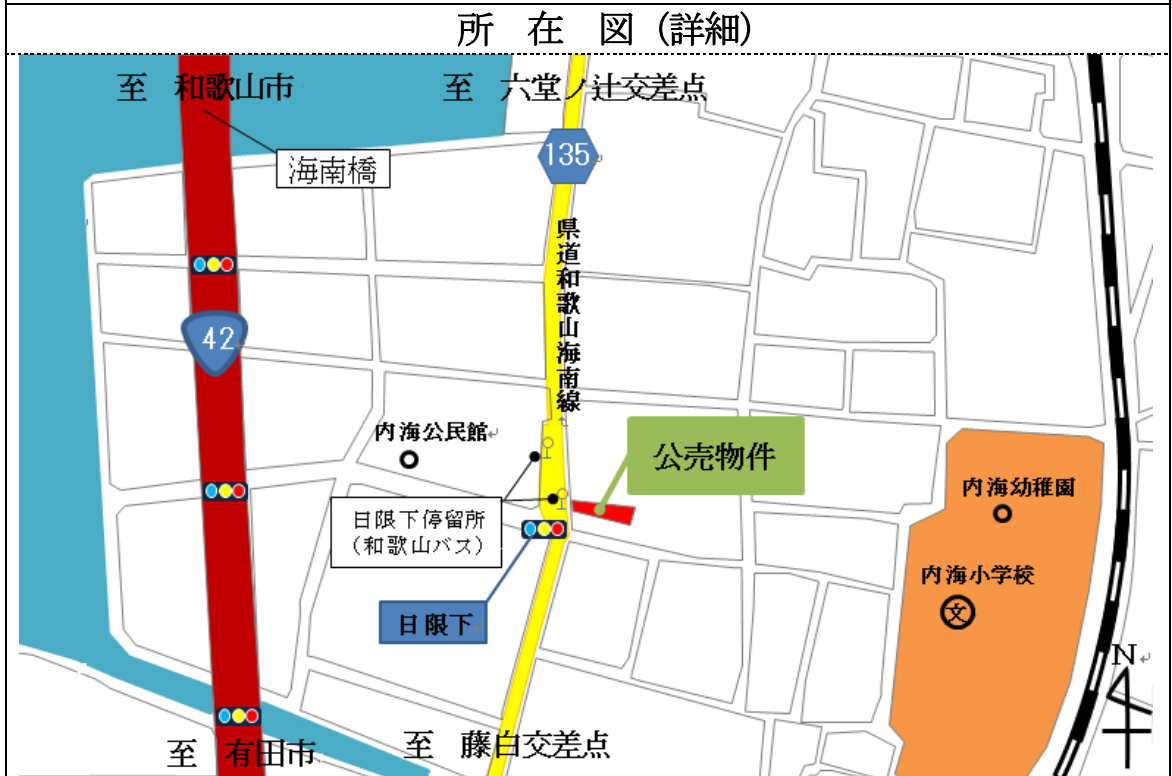 所在図(詳細)
至 和歌山市
至 六堂ノ辻交差点
海南橋
135
県道和歌山海南線
42
内海公民館
公売物件
日限下停留所
(和歌山バス)
内海幼稚園
内海小学校
文
日限下
N
至 有田市
至 藤白交差点